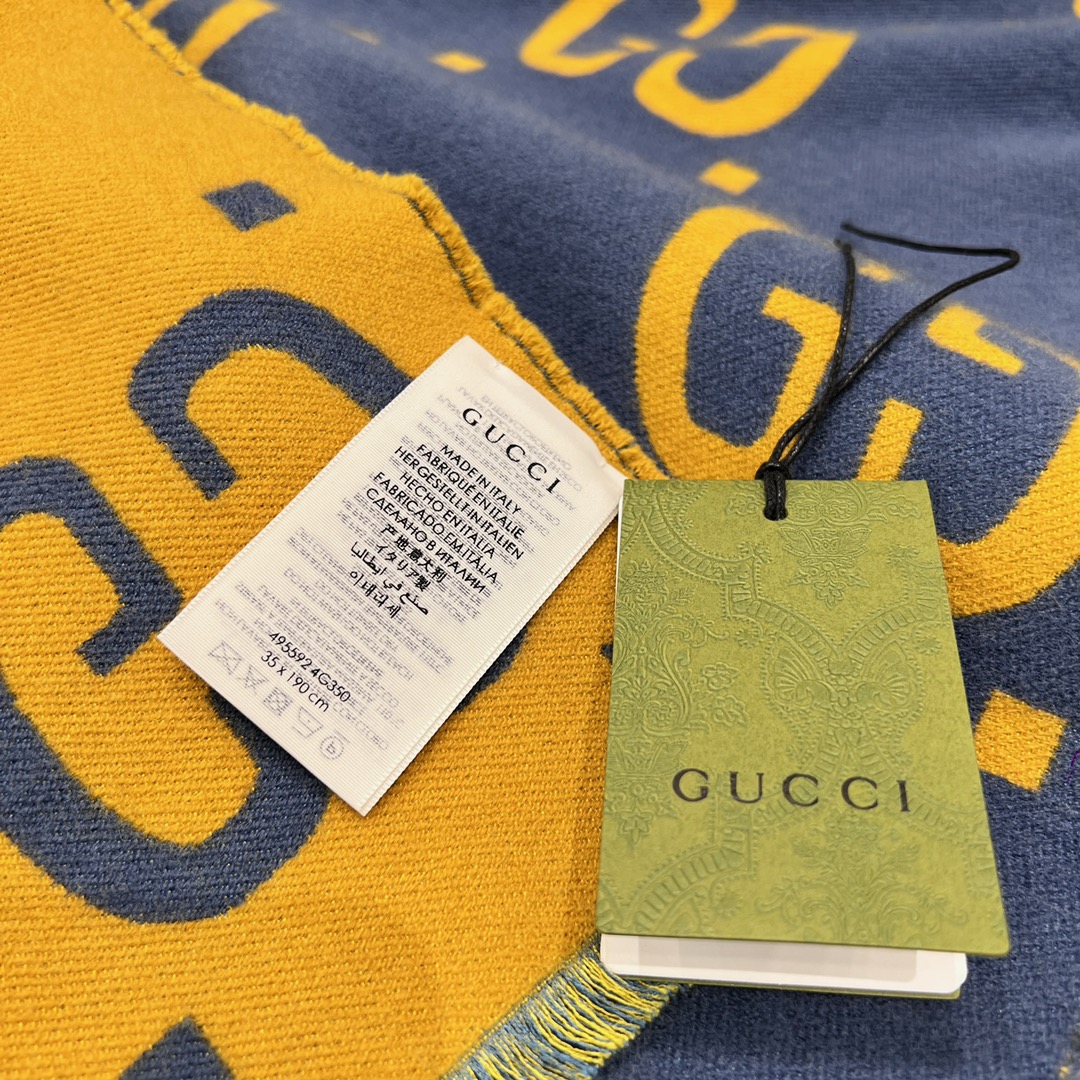 GUCCI
MADE IN ITALY
FABRIQUE EN ITALIE
HERGESTELLT IN ITALIEN
HECHO EN ITALIA
FABRICADO EM ITÁLIA
СДЕЛАНО В ИТАЛИИ
产地意大利
イタリア製
صنع في إيطاليا
이태리제
495592 4G350
35 x 190 cm
GUCCI